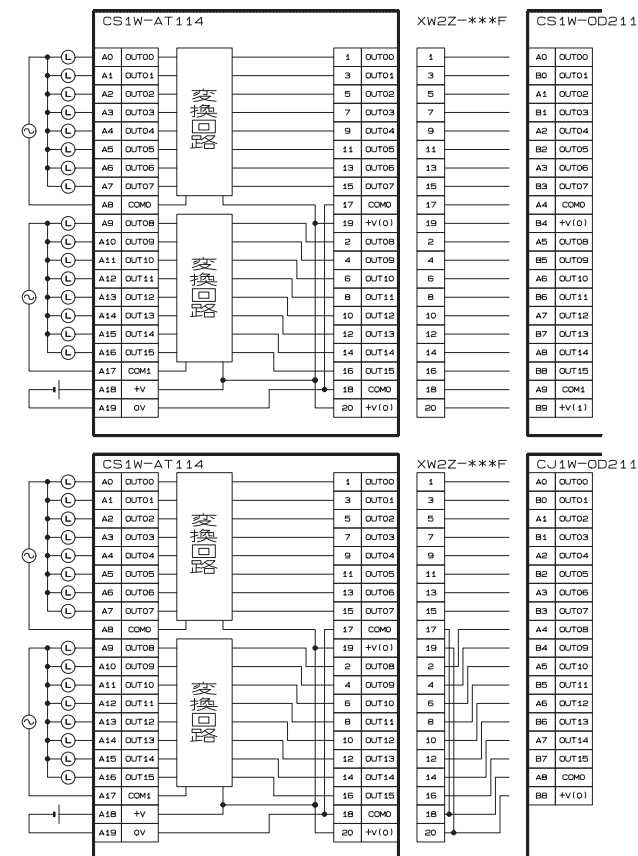 CS1W-AT114 XW2Z-***F CS1W-OD211
L A0 OUT00 1 OUT00 1 A0 OUT00
L A1 OUT01 3 OUT01 3 B0 OUT01
L A2 OUT02 5 OUT02 5 A1 OUT02
L A3 OUT03 7 OUT03 7 B1 OUT03
L A4 OUT04 9 OUT04 9 A2 OUT04
L A5 OUT05 11 OUT05 11 B2 OUT05
L A6 OUT06 13 OUT06 13 A3 OUT06
L A7 OUT07 15 OUT07 15 B3 OUT07
変換回路
A8 COM0 17 COM0 17 A4 COM0
L A9 OUT08 19 +V(0) 19 B4 +V(0)
L A10 OUT09 2 OUT08 2 A5 OUT08
L A11 OUT10 4 OUT09 4 B5 OUT09
L A12 OUT11 6 OUT10 6 A6 OUT10
L A13 OUT12 8 OUT11 8 B6 OUT11
L A14 OUT13 10 OUT12 10 A7 OUT12
L A15 OUT14 12 OUT13 12 B7 OUT13
L A16 OUT15 14 OUT14 14 A8 OUT14
変換回路
A17 COM1 16 OUT15 16 B8 OUT15
A18 +V 18 COM0 18 A9 COM1
A19 0V 20 +V(0) 20 B9 +V(1)
CS1W-AT114 XW2Z-***F CJ1W-OD211
L A0 OUT00 1 OUT00 1 A0 OUT00
L A1 OUT01 3 OUT01 3 B0 OUT01
L A2 OUT02 5 OUT02 5 A1 OUT02
L A3 OUT03 7 OUT03 7 B1 OUT03
L A4 OUT04 9 OUT04 9 A2 OUT04
L A5 OUT05 11 OUT05 11 B2 OUT05
L A6 OUT06 13 OUT06 13 A3 OUT06
L A7 OUT07 15 OUT07 15 B3 OUT07
変換回路
A8 COM0 17 COM0 17 A4 OUT08
L A9 OUT08 19 +V(0) 19 B4 OUT09
L A10 OUT09 2 OUT08 2 A5 OUT10
L A11 OUT10 4 OUT09 4 B5 OUT11
L A12 OUT11 6 OUT10 6 A6 OUT12
L A13 OUT12 8 OUT11 8 B6 OUT13
L A14 OUT13 10 OUT12 10 A7 OUT14
L A15 OUT14 12 OUT13 12 B7 OUT15
L A16 OUT15 14 OUT14 14 A8 COM0
変換回路
A17 COM1 16 OUT15 16 B8 +V(0)
A18 +V 18 COM0 18
A19 0V 20 +V(0) 20